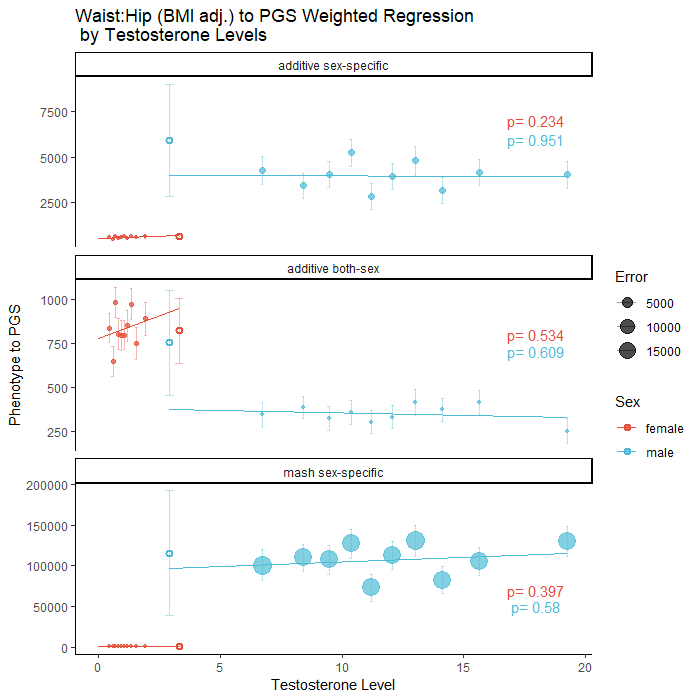 Waist:Hip (BMI adj.) to PGS Weighted Regression
by Testosterone Levels
additive sex-specific
7500
5000
2500
p= 0.234
p= 0.951
additive both-sex
1000
750
500
250
p= 0.534
p= 0.609
mash sex-specific
200000
150000
100000
50000
0
p= 0.397
p= 0.58
0 5 10 15 20
Testosterone Level
Phenotype to PGS
Error
5000
10000
15000
Sex
female
male